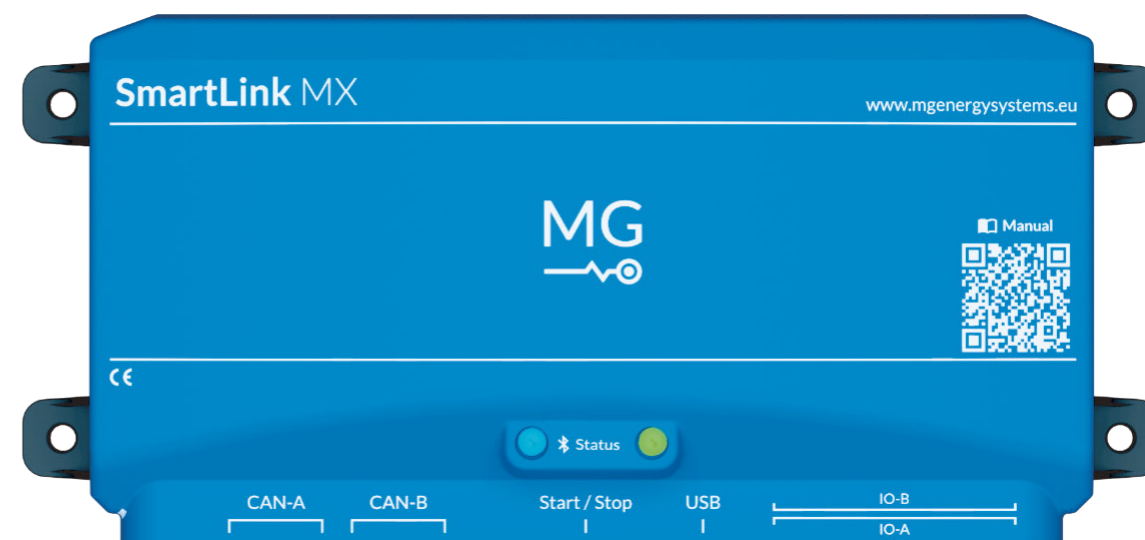 SmartLink MX
www.mgenergysystems.eu
MG
Manual
CE
Status
CAN-A CAN-B Start / Stop USB IO-B
IO-A